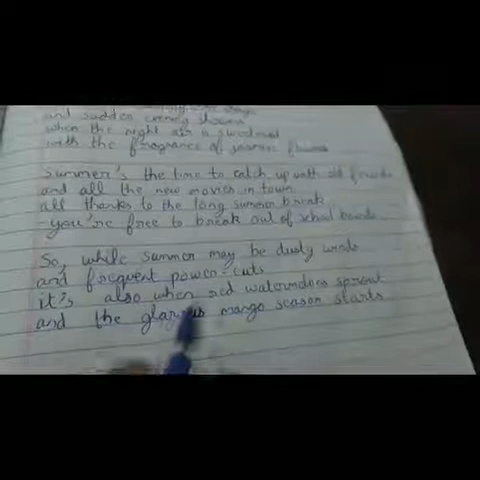 and sudden evening showers
when the night air is sweetened
with the fragrance of jasmine flowers
Summer's the time to catch up with old friends
and all the new movies in town
all thanks to the long summer break
you're free to break out of school bounds
So, while summer may be dusty winds
and frequent power-cuts
it's also when red watermelons sprout
and the glorious mango season starts